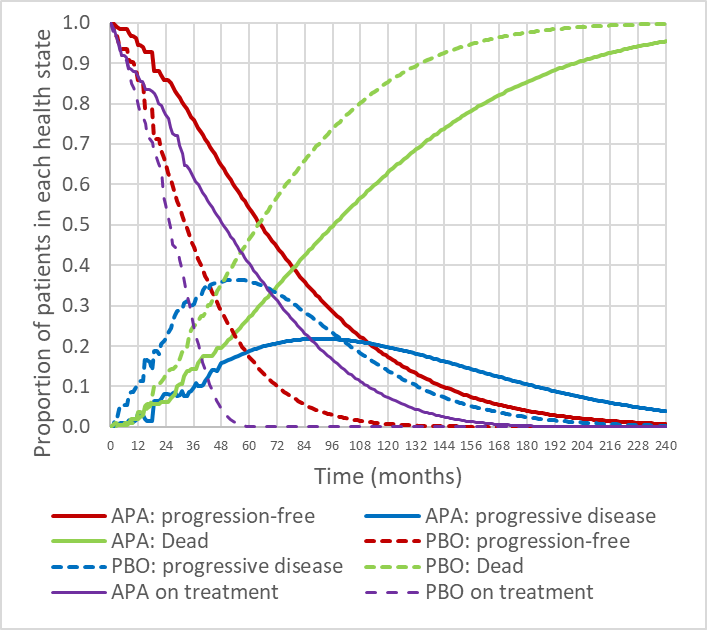 Proportion of patients in each health state
1.0
0.9
0.8
0.7
0.6
0.5
0.4
0.3
0.2
0.1
0.0
0 12 24 36 48 60 72 84 96 108 120 132 144 156 168 180 192 204 216 228 240
Time (months)
APA: progression-free APA: progressive disease
APA: Dead PBO: progression-free
PBO: progressive disease PBO: Dead
APA on treatment PBO on treatment